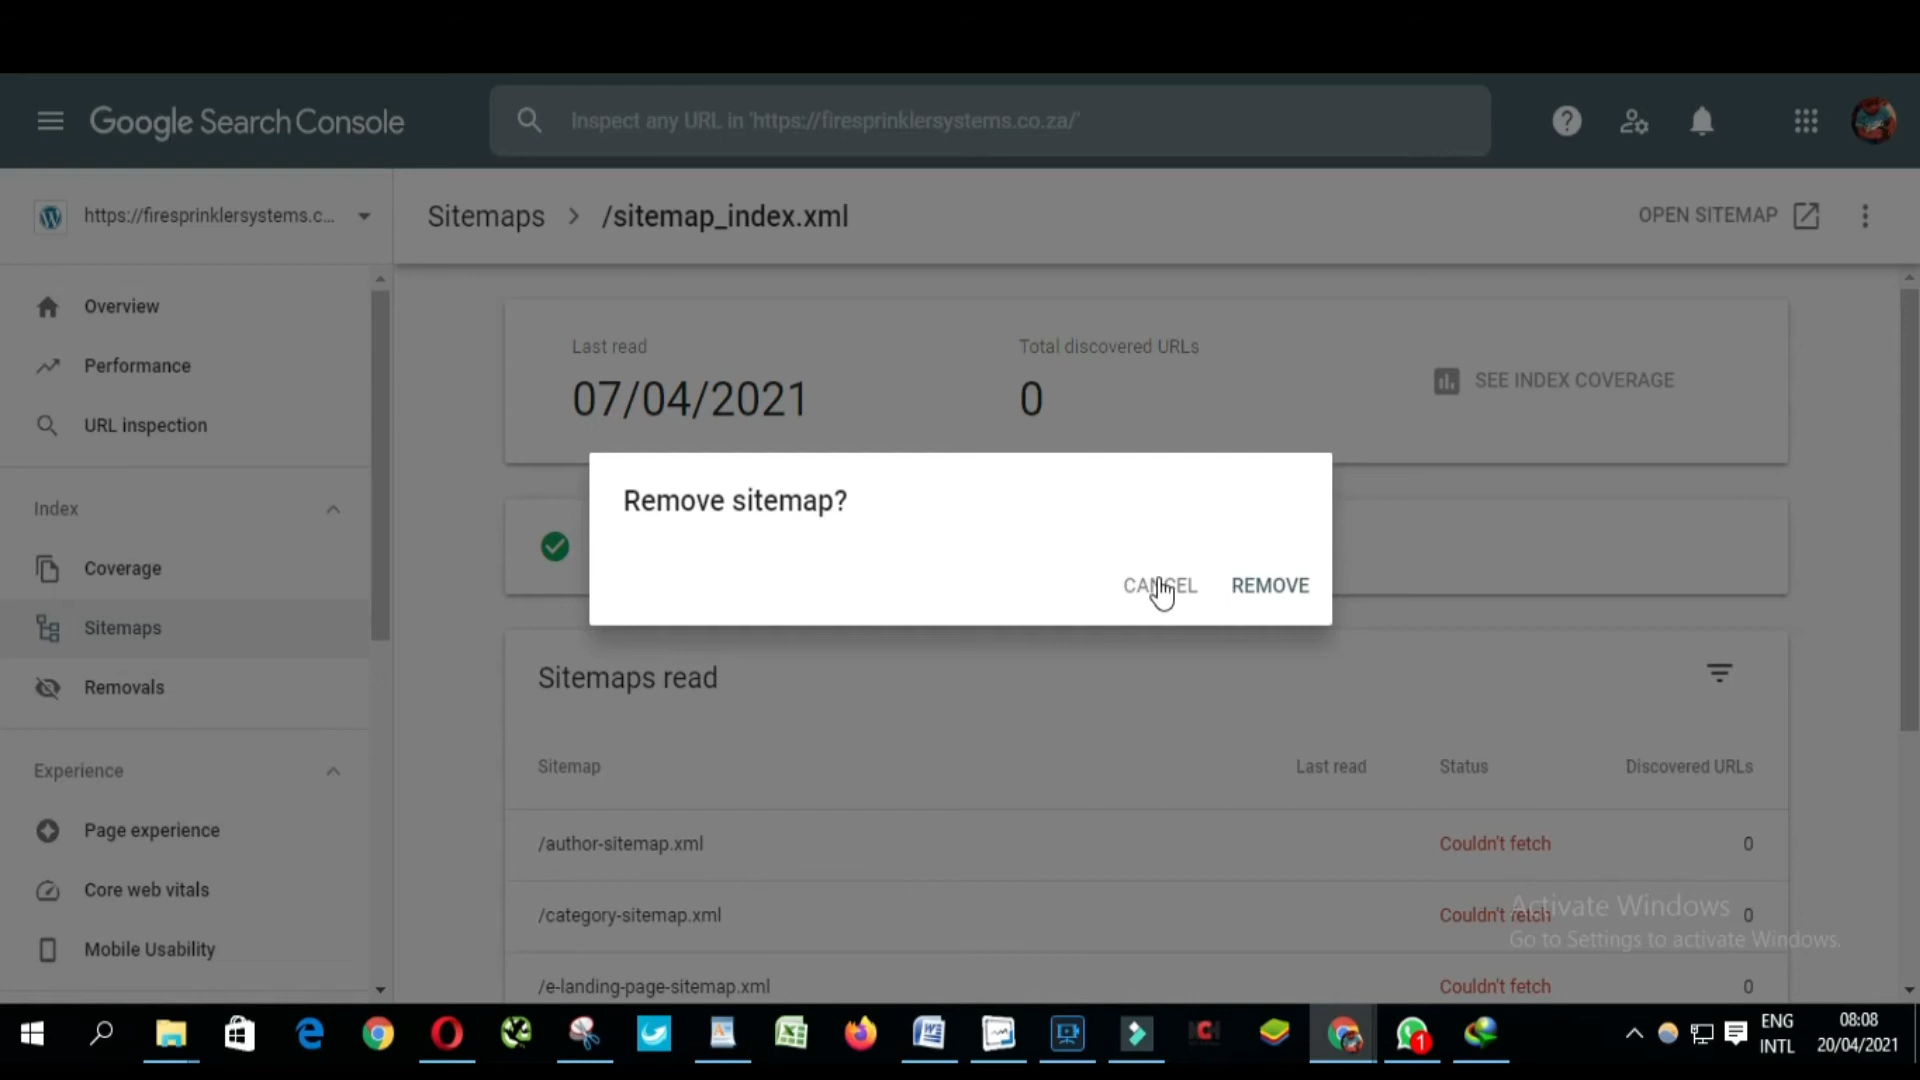 Google Search Console
Inspect any URL in 'https://firesprinklersystems.co.za/'
https://firesprinklersystems.c...
Sitemaps > /sitemap_index.xml
OPEN SITEMAP
Overview
Performance
URL inspection
Index
Coverage
Sitemaps
Removals
Experience
Page experience
Core web vitals
Mobile Usability
Last read
07/04/2021
Total discovered URLs
0
SEE INDEX COVERAGE
Remove sitemap?
CANCEL
REMOVE
Sitemaps read
Sitemap Last read Status Discovered URLs
/author-sitemap.xml Couldn't fetch 0
/category-sitemap.xml Couldn't fetch 0
/e-landing-page-sitemap.xml Couldn't fetch 0
Activate Windows
Go to Settings to activate Windows.
1
ENG
INTL
08:08
20/04/2021